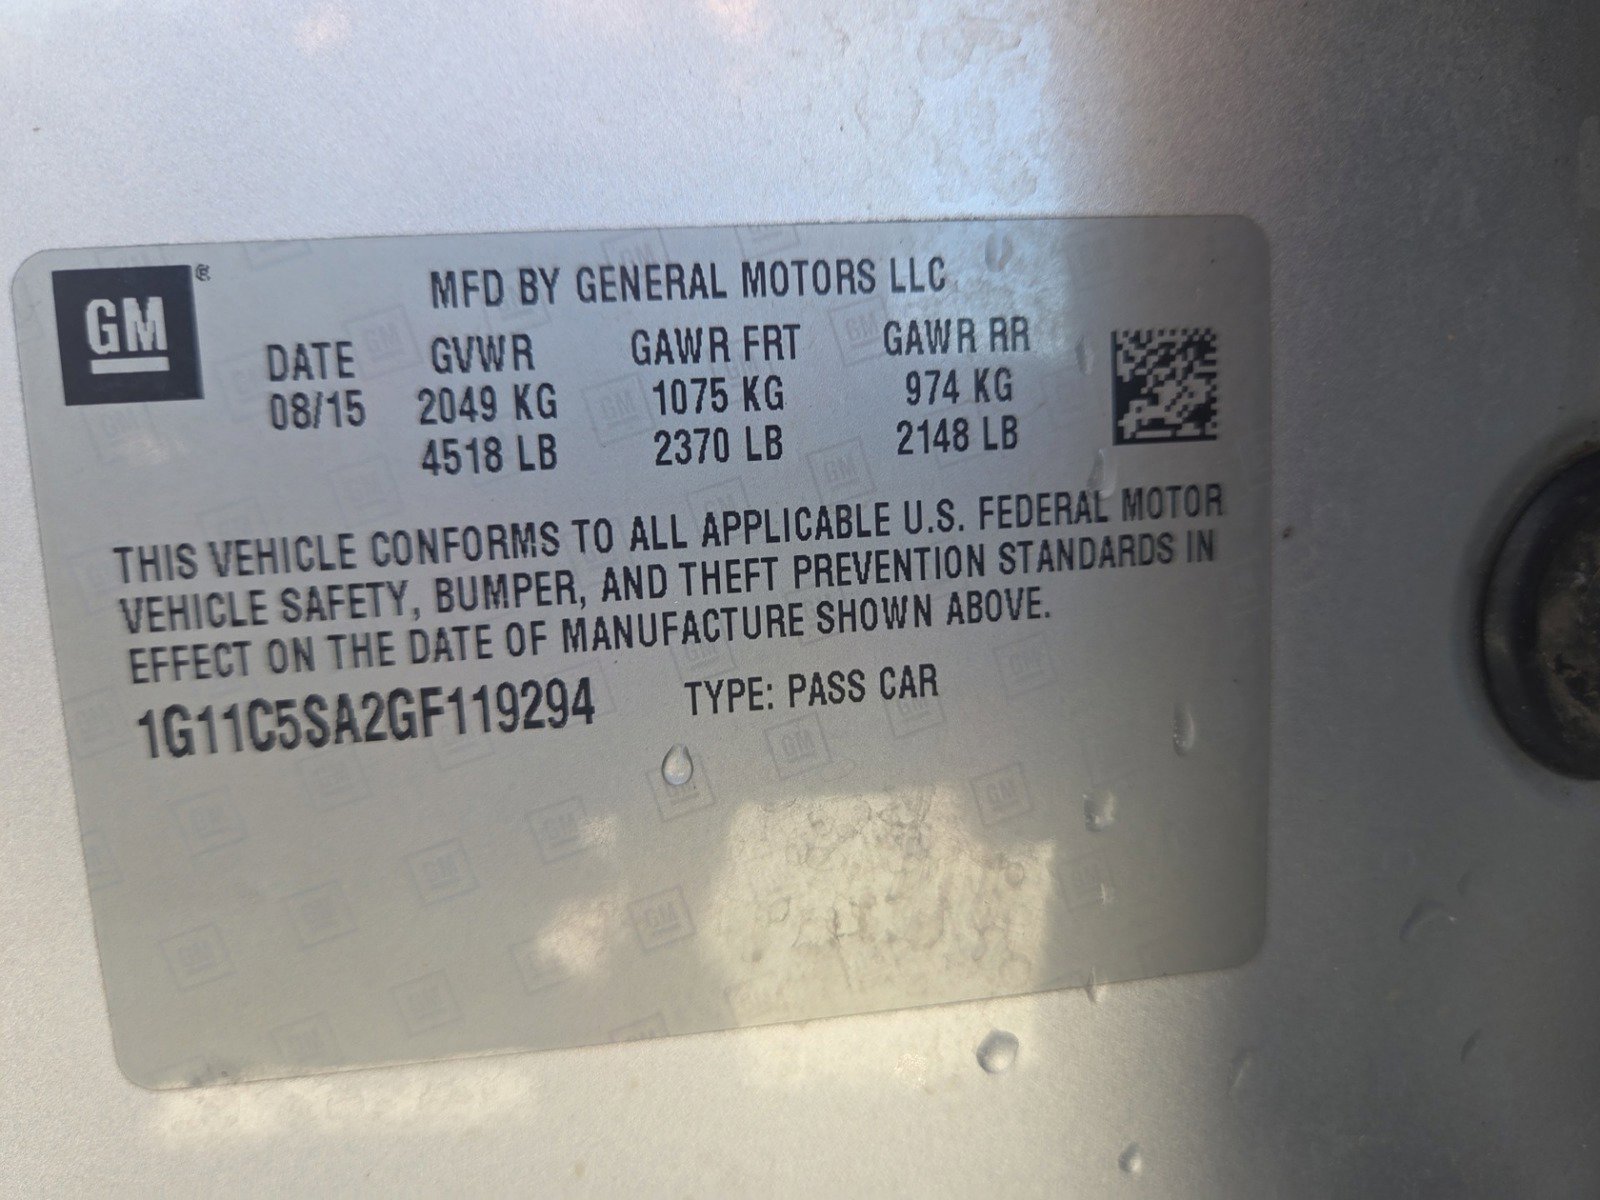 GM ®
MFD BY GENERAL MOTORS LLC
DATE GVWR GAWR FRT GAWR RR
08/15 2049 KG 1075 KG 974 KG
4518 LB 2370 LB 2148 LB
THIS VEHICLE CONFORMS TO ALL APPLICABLE U.S. FEDERAL MOTOR
VEHICLE SAFETY, BUMPER, AND THEFT PREVENTION STANDARDS IN
EFFECT ON THE DATE OF MANUFACTURE SHOWN ABOVE.
1G11C5SA2GF119294 TYPE: PASS CAR